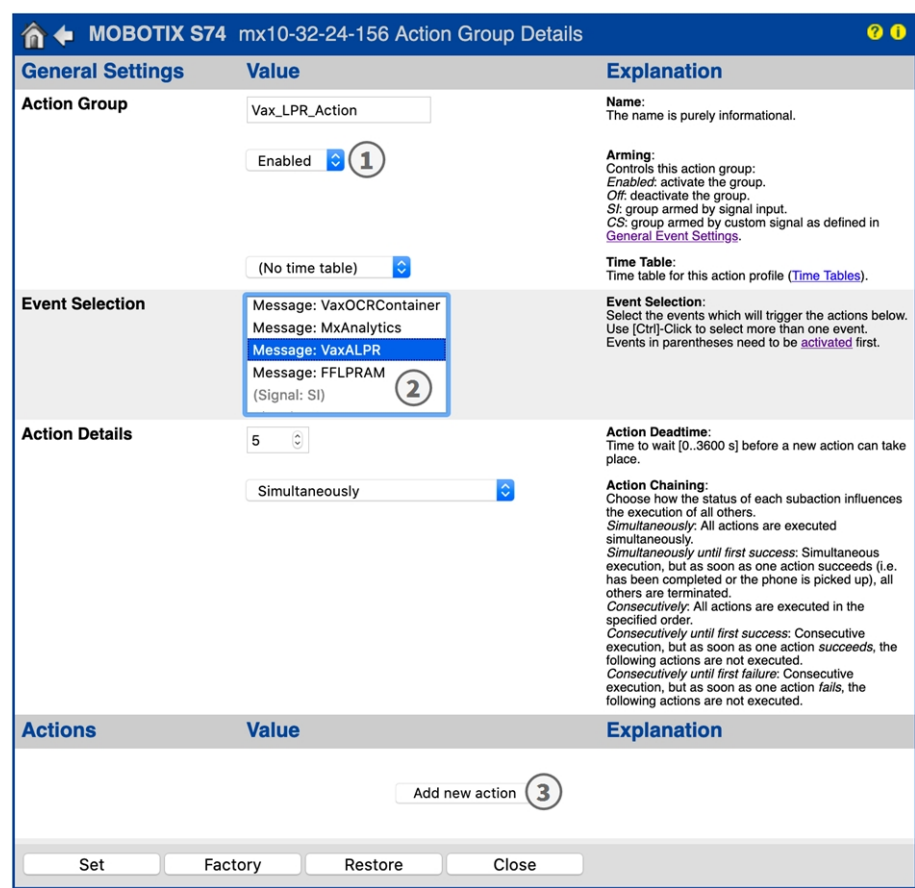 MOBOTIX S74 mx10-32-24-156 Action Group Details ? i
General Settings Value Explanation
Action Group
Vax_LPR_Action
Name:
The name is purely informational.
Enabled 1
Arming:
Controls this action group:
Enabled: activate the group.
Off: deactivate the group.
SI: group armed by signal input.
CS: group armed by custom signal as defined in
General Event Settings.
(No time table)
Time Table:
Time table for this action profile (Time Tables).
Event Selection
Message: VaxOCRContainer
Message: MxAnalytics
Message: VaxALPR
Message: FFLPRAM
(Signal: SI)
2
Event Selection:
Select the events which will trigger the actions below.
Use [Ctrl]-Click to select more than one event.
Events in parentheses need to be activated first.
Action Details
5
Action Deadtime:
Time to wait [0..3600 s] before a new action can take
place.
Simultaneously
Action Chaining:
Choose how the status of each subaction influences
the execution of all others.
Simultaneously: All actions are executed
simultaneously.
Simultaneously until first success: Simultaneous
execution, but as soon as one action succeeds (i.e.
has been completed or the phone is picked up), all
others are terminated.
Consecutively: All actions are executed in the
specified order.
Consecutively until first success: Consecutive
execution, but as soon as one action succeeds, the
following actions are not executed.
Consecutively until first failure: Consecutive
execution, but as soon as one action fails, the
following actions are not executed.
Actions Value Explanation
Add new action 3
Set Factory Restore Close